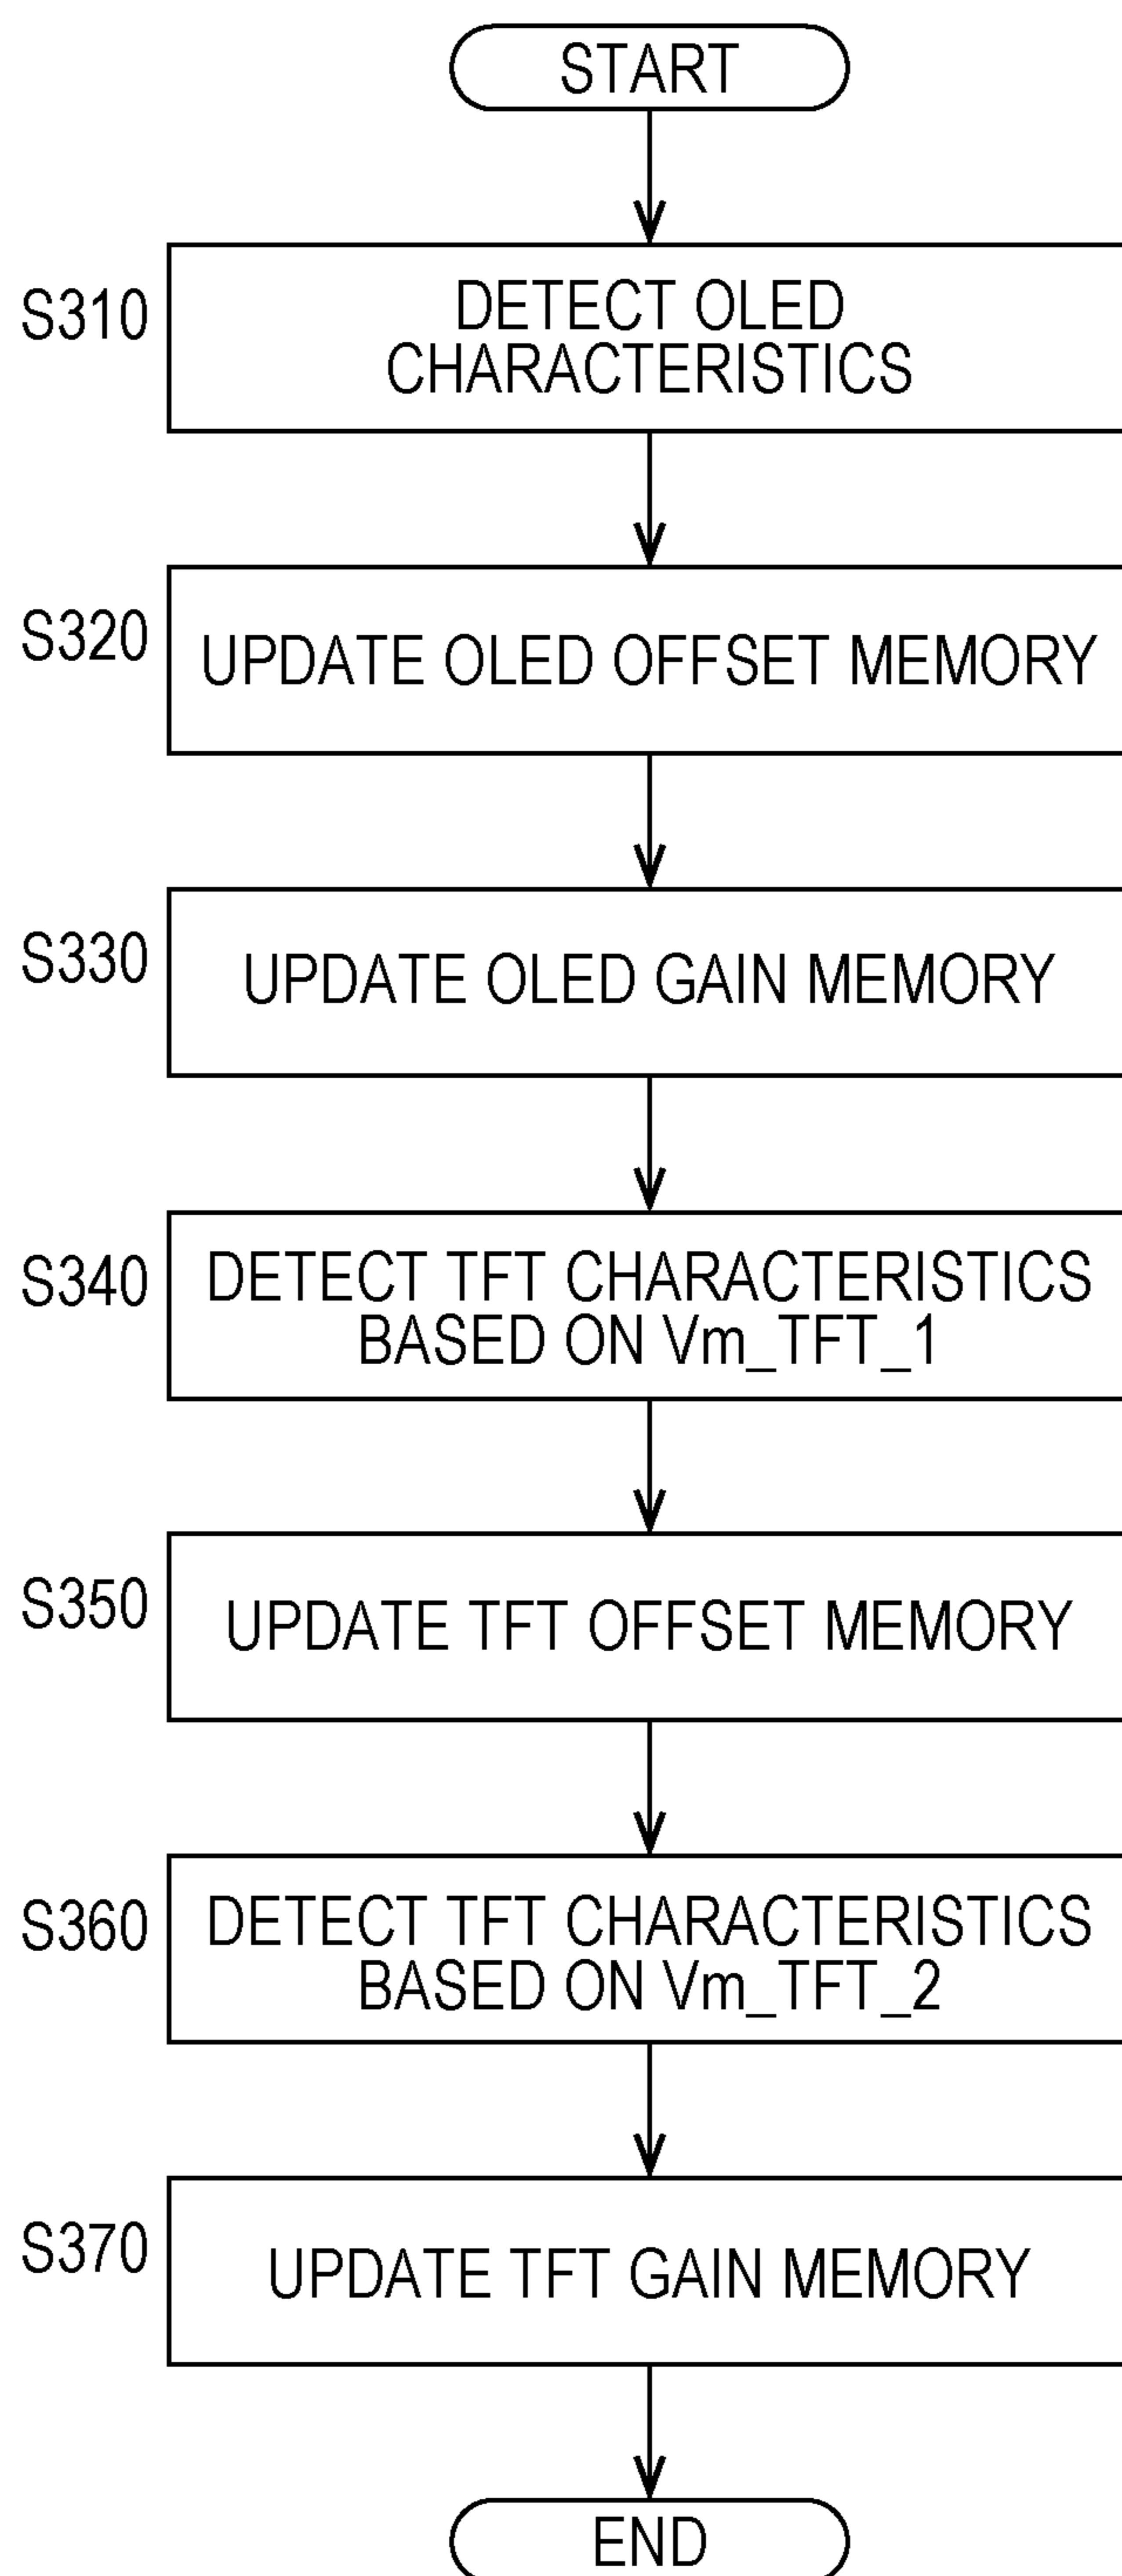 START
S310
DETECT OLED
CHARACTERISTICS
S320
UPDATE OLED OFFSET MEMORY
S330
UPDATE OLED GAIN MEMORY
S340
DETECT TFT CHARACTERISTICS
BASED ON Vm_TFT_1
S350
UPDATE TFT OFFSET MEMORY
S360
DETECT TFT CHARACTERISTICS
BASED ON Vm_TFT_2
S370
UPDATE TFT GAIN MEMORY
END